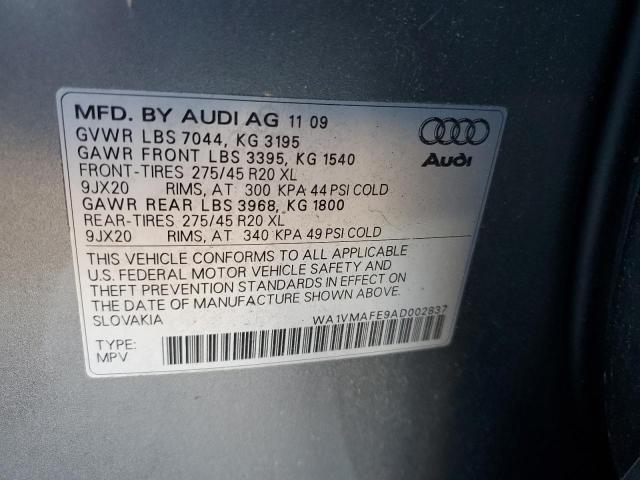 MFD. BY AUDI AG 11 09
GVWR LBS 7044, KG 3195
GAWR FRONT LBS 3395, KG 1540
FRONT-TIRES 275/45 R20 XL
9JX20 RIMS, AT 300 KPA 44 PSI COLD
GAWR REAR LBS 3968, KG 1800
REAR-TIRES 275/45 R20 XL
9JX20 RIMS, AT 340 KPA 49 PSI COLD
Audi
THIS VEHICLE CONFORMS TO ALL APPLICABLE
U.S. FEDERAL MOTOR VEHICLE SAFETY AND
THEFT PREVENTION STANDARDS IN EFFECT ON
THE DATE OF MANUFACTURE SHOWN ABOVE.
SLOVAKIA WA1VMAFE9AD002837
TYPE:
MPV